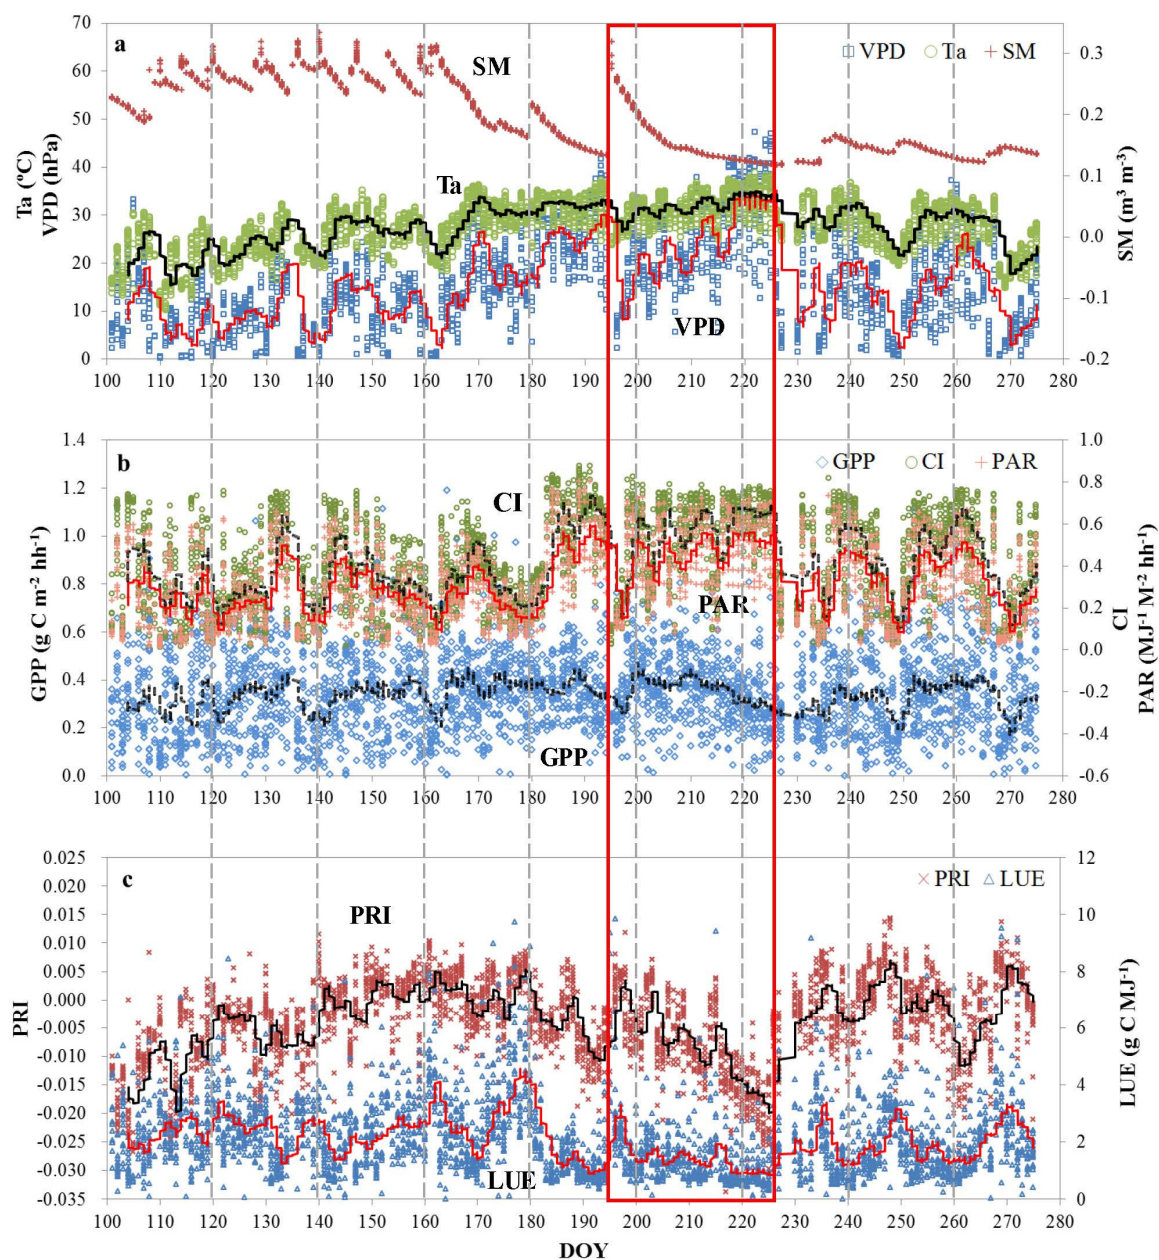 a
70
60
50
40
30
20
10
0
Ta (°C)
VPD (hPa)
VPD Ta SM
SM
Ta
VPD
0.3
0.2
0.1
0.0
-0.1
-0.2
SM (m³ m⁻³)
100 110 120 130 140 150 160 170 180 190 200 210 220 230 240 250 260 270 280
b
1.4
1.2
1.0
0.8
0.6
0.4
0.2
0.0
GPP (g C m⁻² hh⁻¹)
GPP CI PAR
CI
PAR
GPP
1.0
0.8
0.6
0.4
0.2
0.0
-0.2
-0.4
-0.6
CI
PAR (MJ⁻¹ M⁻² hh⁻¹)
100 110 120 130 140 150 160 170 180 190 200 210 220 230 240 250 260 270 280
c
0.025
0.020
0.015
0.010
0.005
0.000
-0.005
-0.010
-0.015
-0.020
-0.025
-0.030
-0.035
PRI
PRI LUE
PRI
LUE
12
10
8
6
4
2
0
LUE (g C MJ⁻¹)
100 110 120 130 140 150 160 170 180 190 200 210 220 230 240 250 260 270 280
DOY